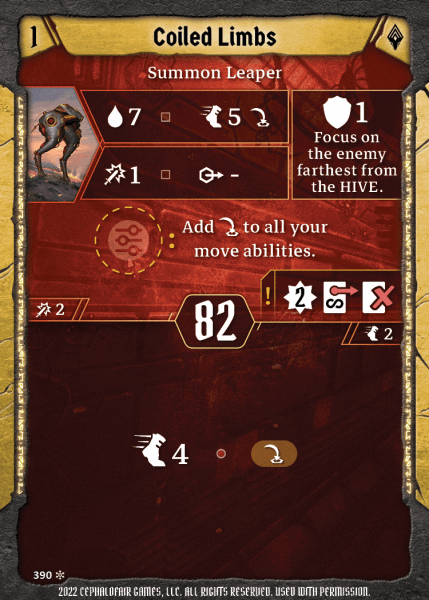 1
Coiled Limbs
Summon Leaper
7
5
1
Focus on
the enemy
farthest from
the HIVE.
1
-
Add to all your
move abilities.
:
! 2
2
82
2
4
390
2022 CEPHALOFAIR GAMES, LLC. ALL RIGHTS RESERVED. USED WITH PERMISSION.